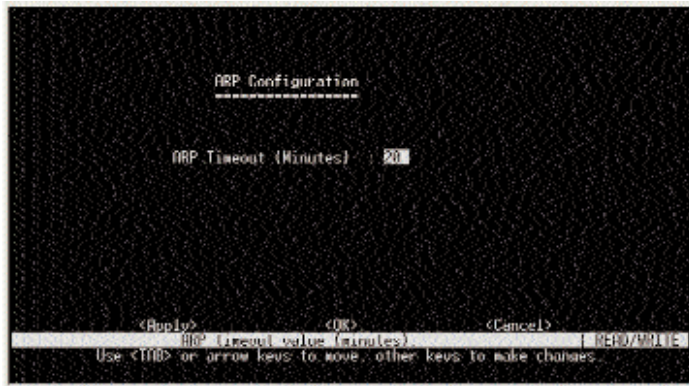 ARP Configuration
=================
ARP Timeout (Minutes) : 20
<Apply> <OK> <Cancel>
ARP timeout value (minutes) | READ/WRITE
Use <TAB> or arrow keys to move, other keys to make changes.